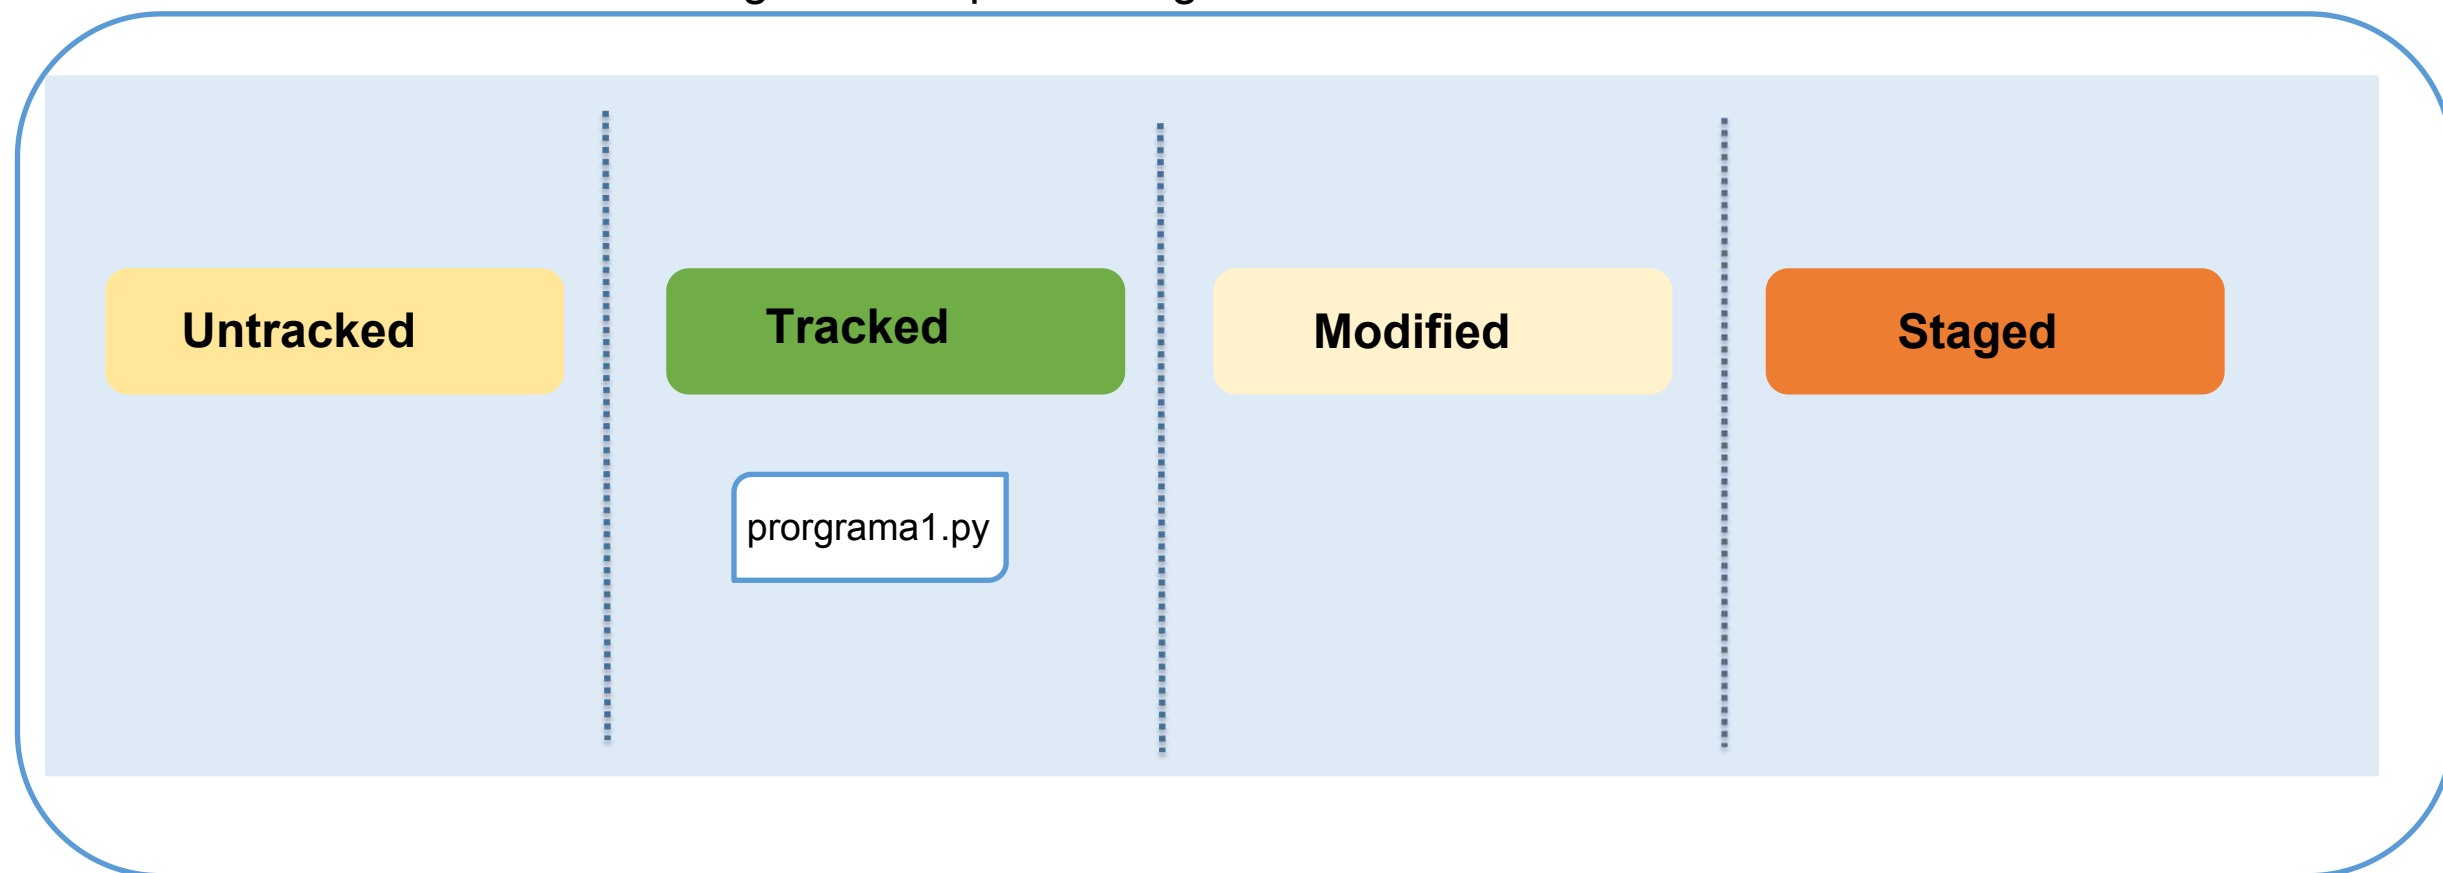 Untracked
Tracked
Modified
Staged
prorgrama1.py